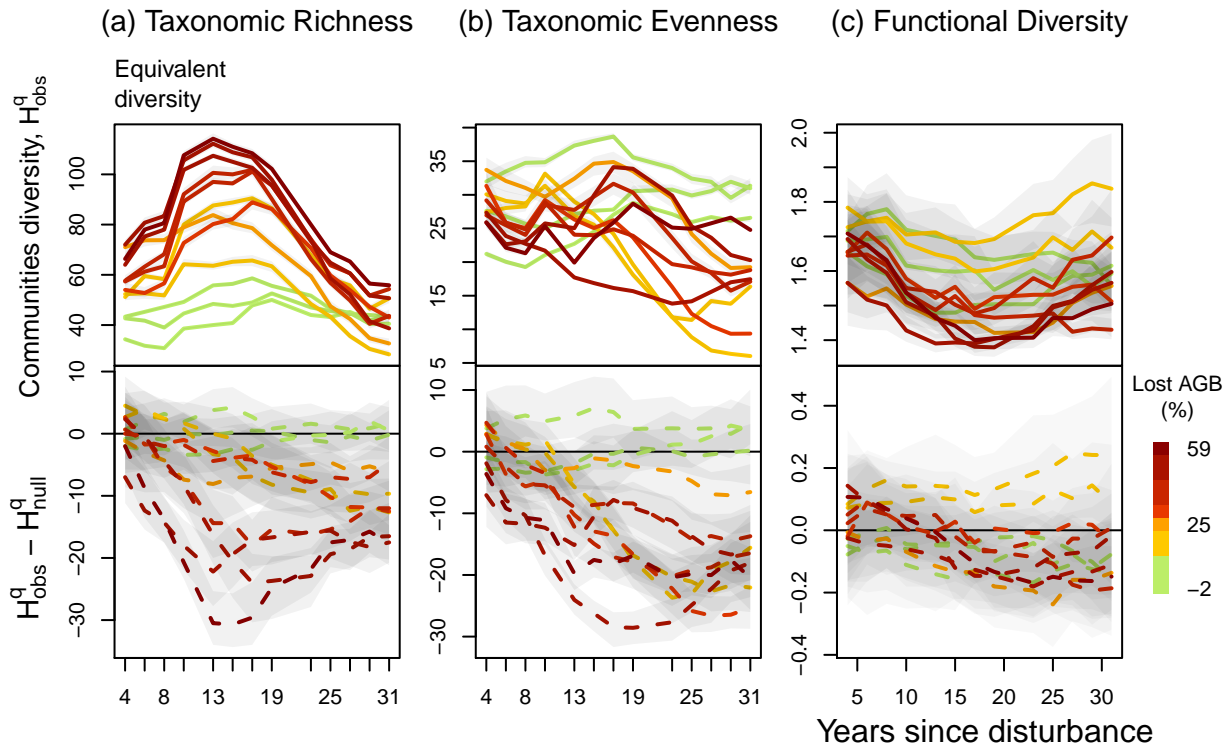 (a) Taxonomic Richness
(b) Taxonomic Evenness
(c) Functional Diversity
Equivalent
diversity
Communities diversity, H^q_obs
40 60 80 100
5 15 25 35
1.4 1.6 1.8 2.0
H^q_obs − H^q_null
−30 −20 −10 0 10
−30 −20 −10 0 10
−0.4 −0.2 0.0 0.2 0.4
4 8 13 19 25 31
4 8 13 19 25 31
5 10 15 20 25 30
Years since disturbance
Lost AGB
(%)
59
25
−2